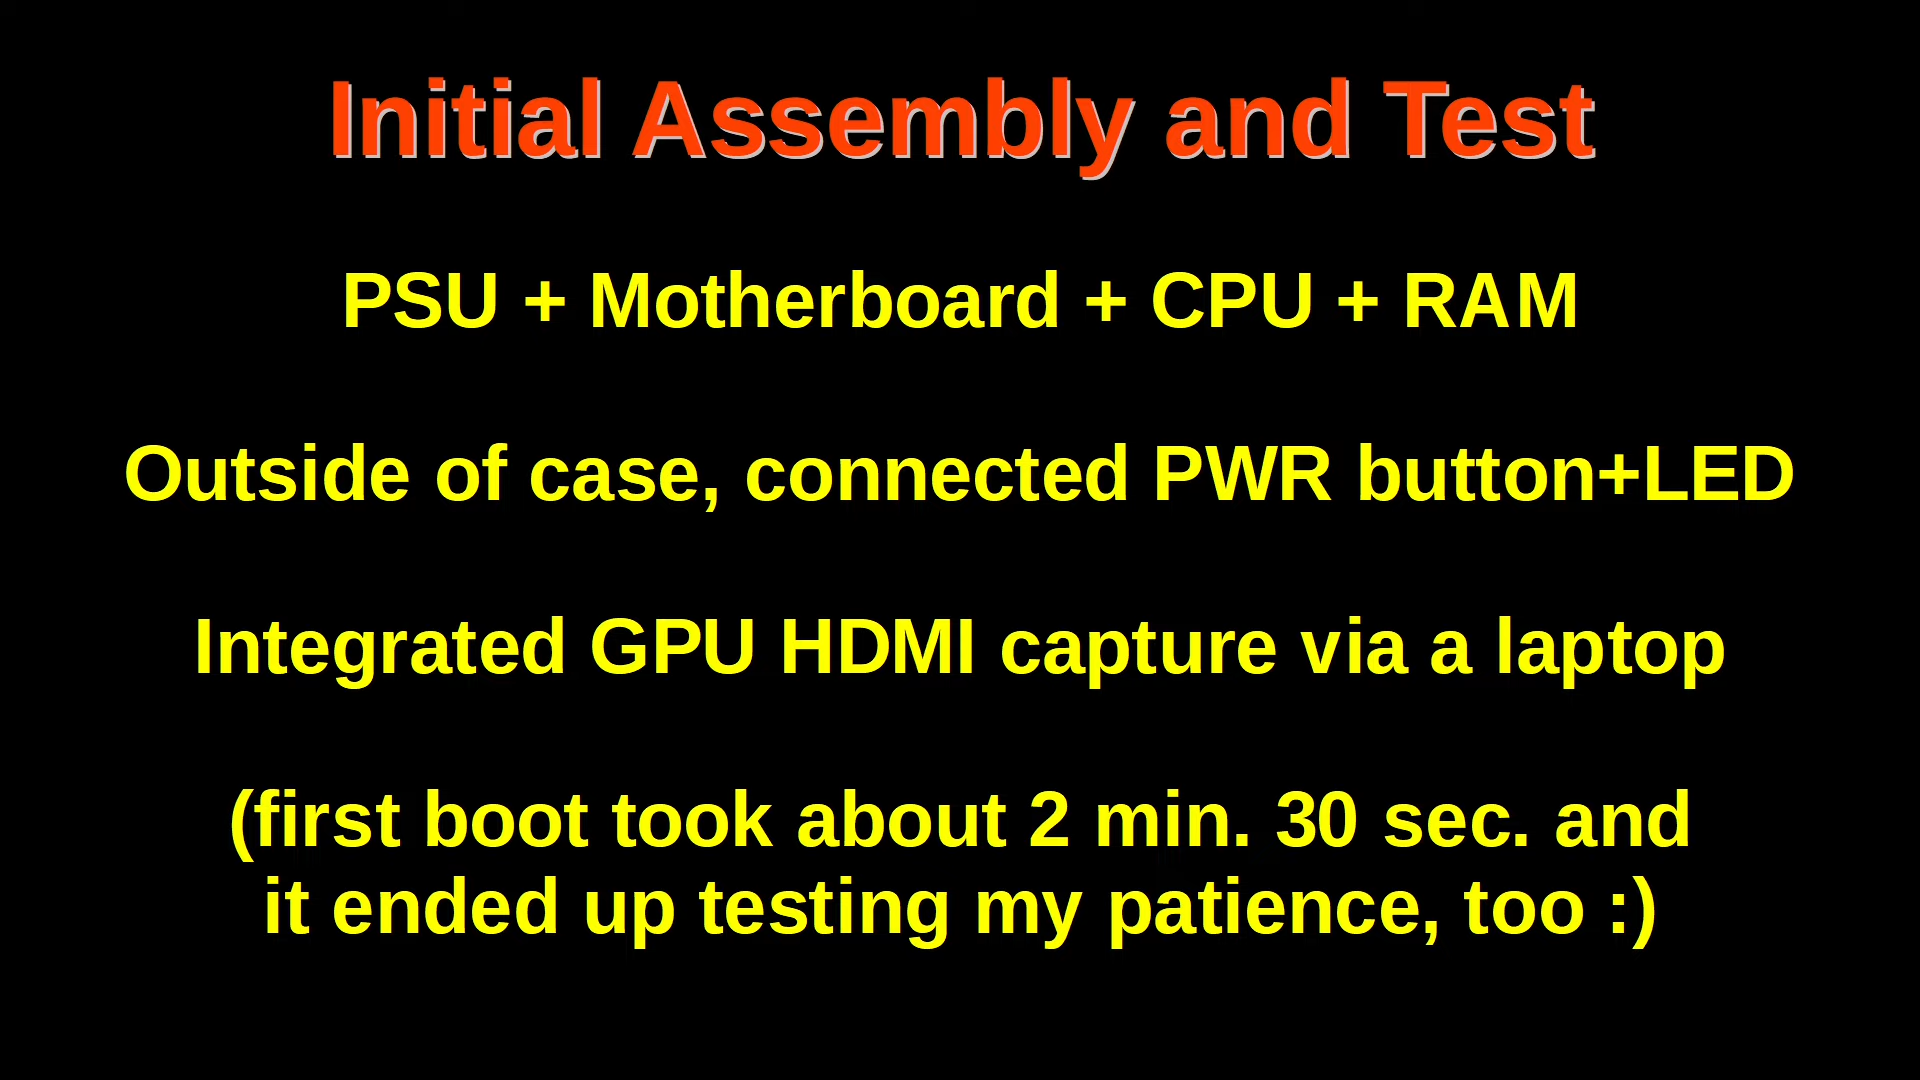 Initial Assembly and Test
PSU + Motherboard + CPU + RAM
Outside of case, connected PWR button+LED
Integrated GPU HDMI capture via a laptop
(first boot took about 2 min. 30 sec. and
it ended up testing my patience, too :)